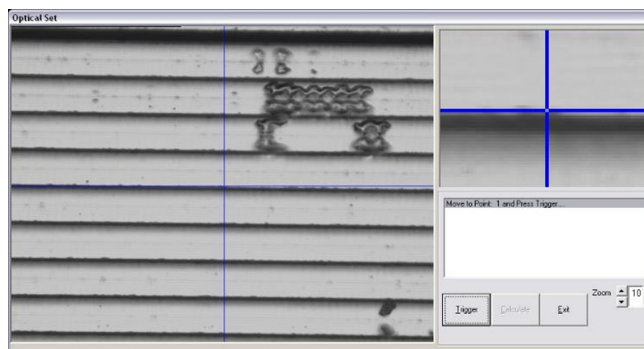 Optical Set
Move to Point: 1 and Press Trigger...
Trigger
Calculate
Exit
Zoom
10